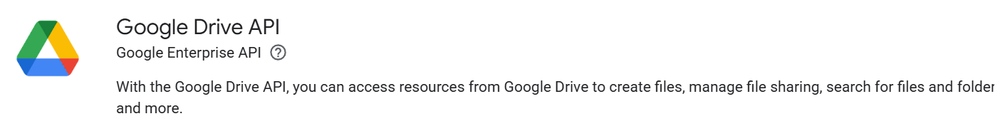 Google Drive API
Google Enterprise API ?
With the Google Drive API, you can access resources from Google Drive to create files, manage file sharing, search for files and folder
and more.